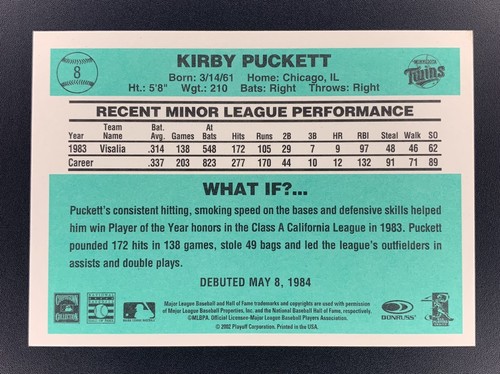 8
KIRBY PUCKETT
Born: 3/14/61 Home: Chicago, IL
Ht.: 5'8" Wgt.: 210 Bats: Right Throws: Right
MINNESOTA
Twins
RECENT MINOR LEAGUE PERFORMANCE
Year Team Name Bat. Avg. Games At Bats Hits Runs 2B 3B HR RBI Steal Walk SO
1983 Visalia .314 138 548 172 105 29 7 9 97 48 46 62
Career .337 203 823 277 170 44 10 12 132 91 71 89
WHAT IF?...
Puckett's consistent hitting, smoking speed on the bases and defensive skills helped
him win Player of the Year honors in the Class A California League in 1983. Puckett
pounded 172 hits in 138 games, stole 49 bags and led the league's outfielders in
assists and double plays.
DEBUTED MAY 8, 1984
Major League Baseball and Hall of Fame trademarks and copyrights are used with permission
of Major League Baseball Properties, Inc. and the National Baseball Hall of Fame, respectively.
©MLBPA. Official Licensee-Major League Baseball Players Association.
© 2002 Playoff Corporation. Printed in the USA.
COOPERSTOWN
COLLECTION
HALL OF FAME
DONRUSS